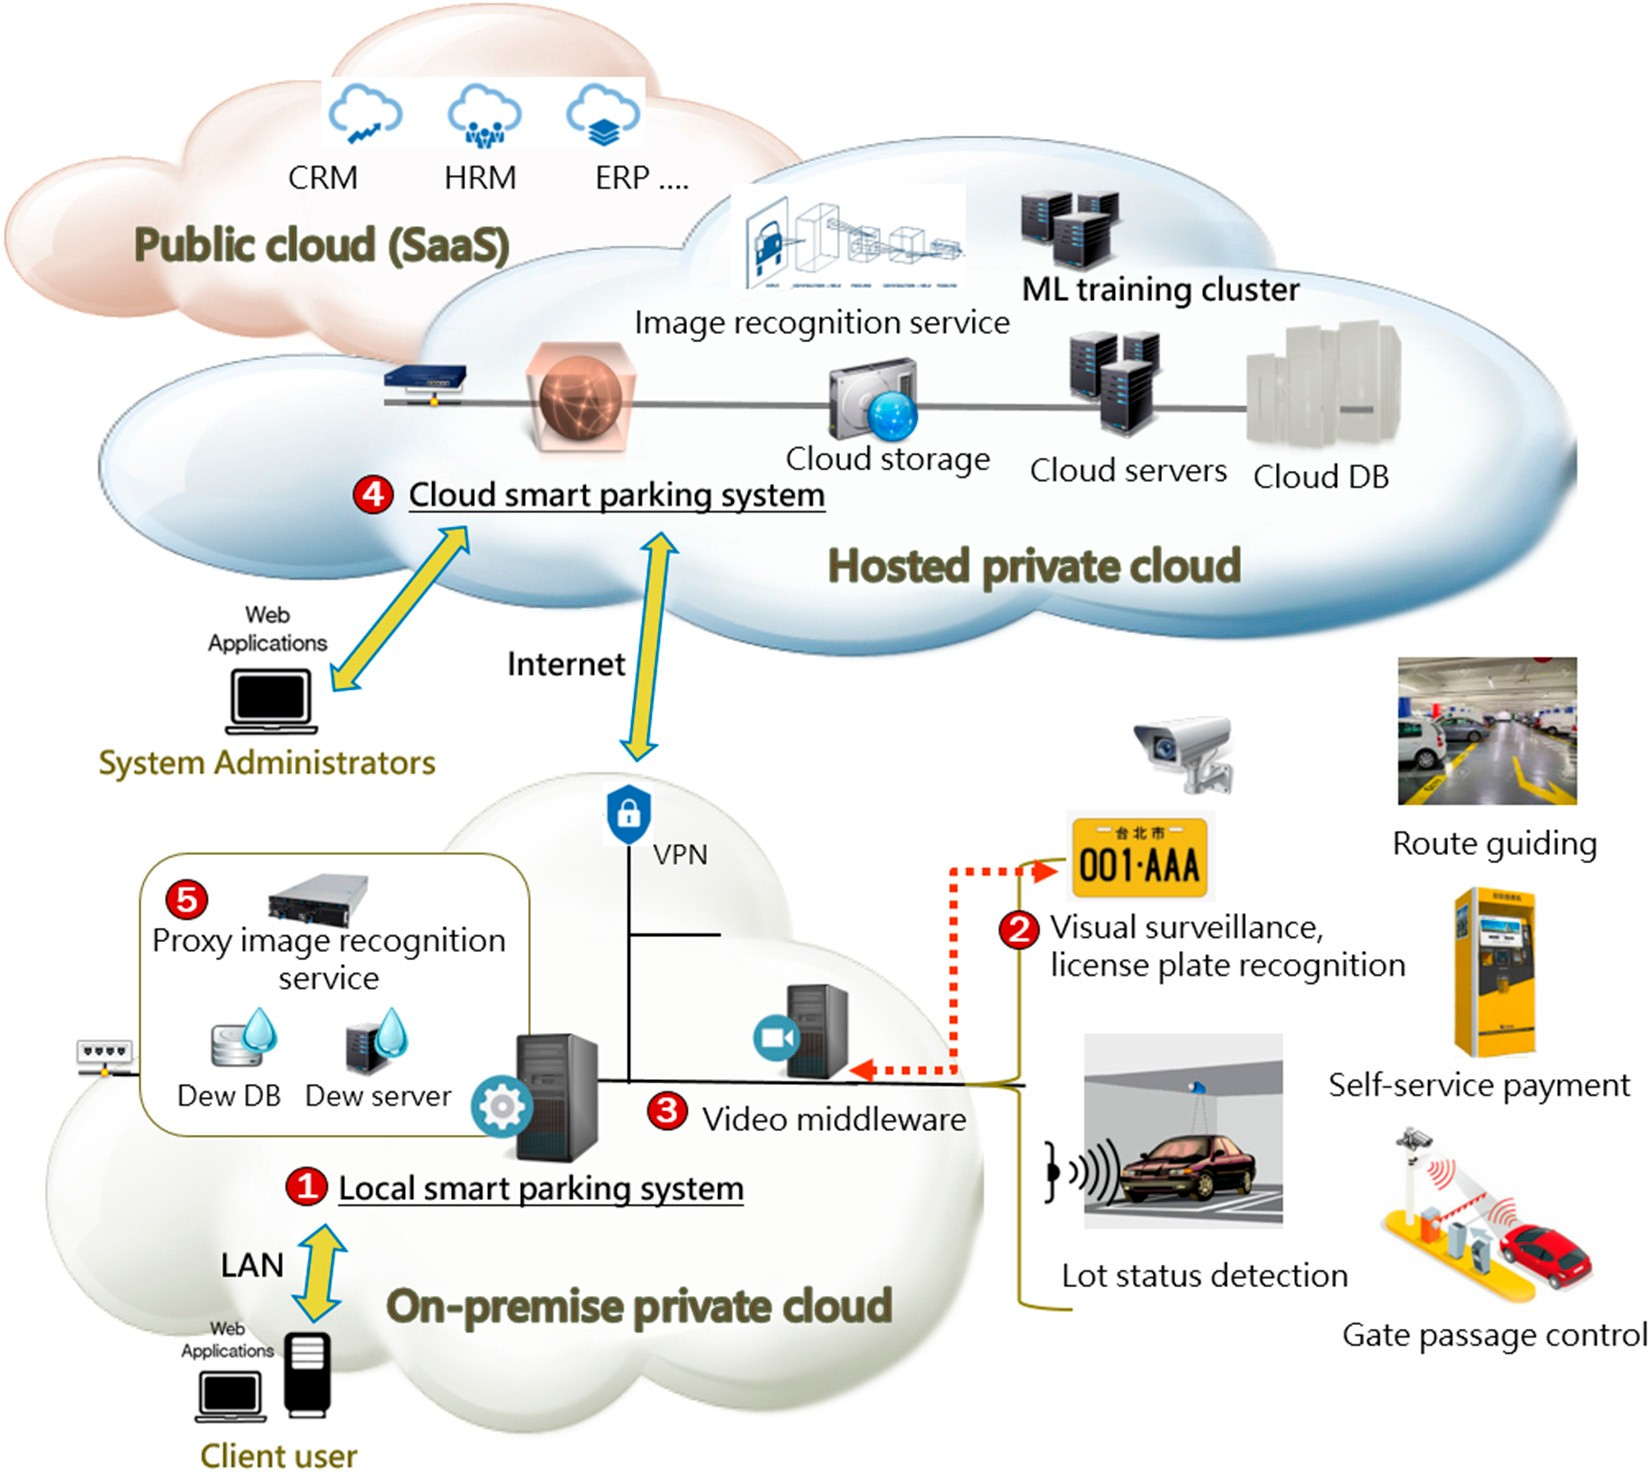 CRM
HRM
ERP ....
Public cloud (SaaS)
ML training cluster
Image recognition service
Cloud storage
Cloud servers
Cloud DB
4 Cloud smart parking system
Hosted private cloud
Web
Applications
System Administrators
Internet
VPN
5
Proxy image recognition
service
Dew DB
Dew server
3 Video middleware
1 Local smart parking system
LAN
On-premise private cloud
Web
Applications
Client user
台北市
001·AAA
2 Visual surveillance,
license plate recognition
Route guiding
Self-service payment
Lot status detection
Gate passage control